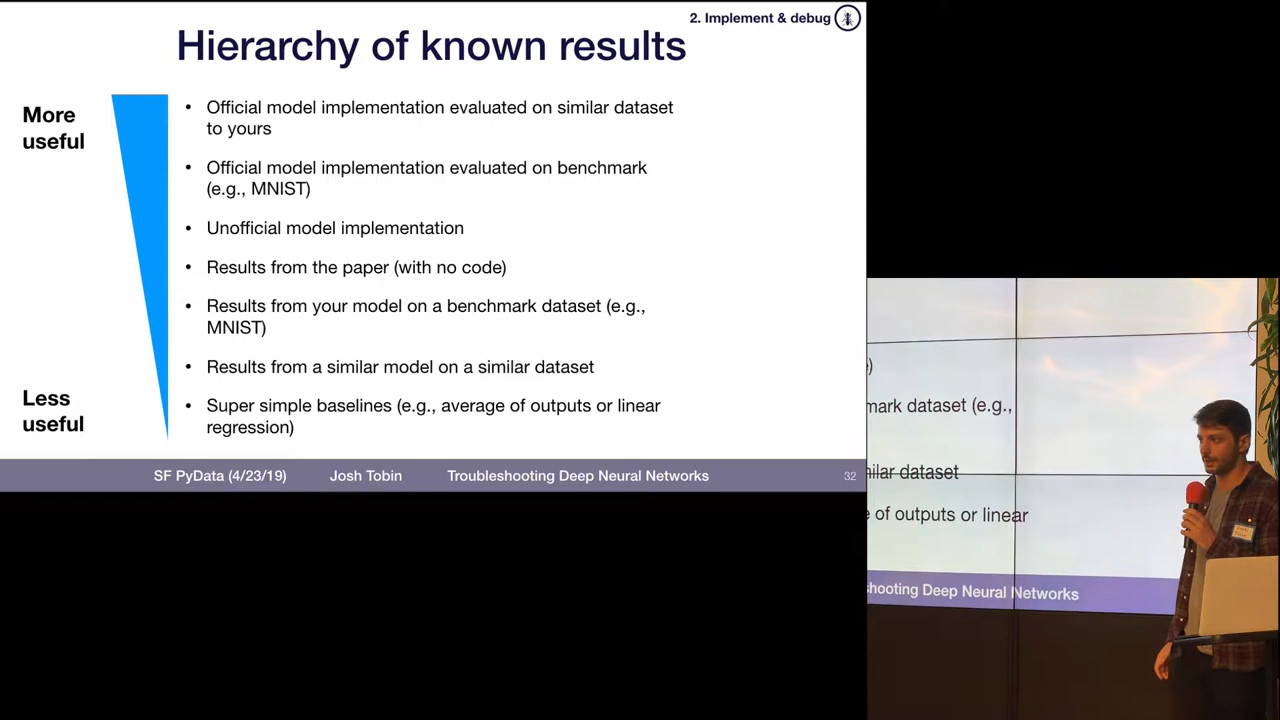 2. Implement & debug
Hierarchy of known results
More
useful
• Official model implementation evaluated on similar dataset
to yours
• Official model implementation evaluated on benchmark
(e.g., MNIST)
• Unofficial model implementation
• Results from the paper (with no code)
• Results from your model on a benchmark dataset (e.g.,
MNIST)
• Results from a similar model on a similar dataset
• Super simple baselines (e.g., average of outputs or linear
regression)
Less
useful
SF PyData (4/23/19) Josh Tobin Troubleshooting Deep Neural Networks 32
)
mark dataset (e.g.,
ilar dataset
e of outputs or linear
shooting Deep Neural Networks